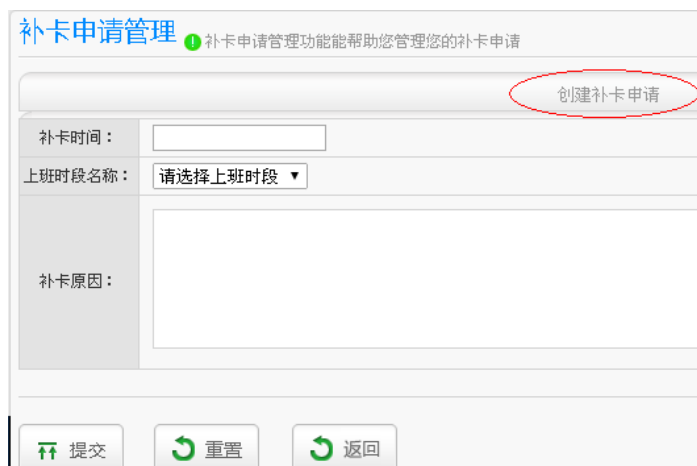 补卡申请管理 补卡申请管理功能能帮助您管理您的补卡申请
创建补卡申请
补卡时间：
上班时段名称： 请选择上班时段
补卡原因：
提交 重置 返回